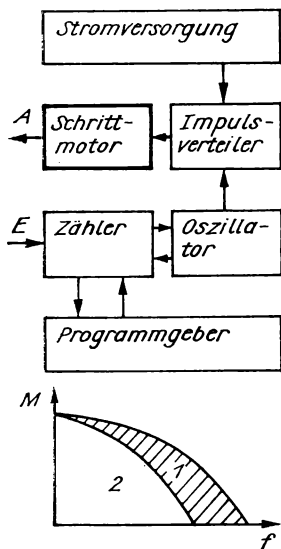 Stromversorgung
A
Schritt-
motor
Impuls-
verteiler
E
Zähler
Oszilla-
tor
Programmgeber
M
1
2
f